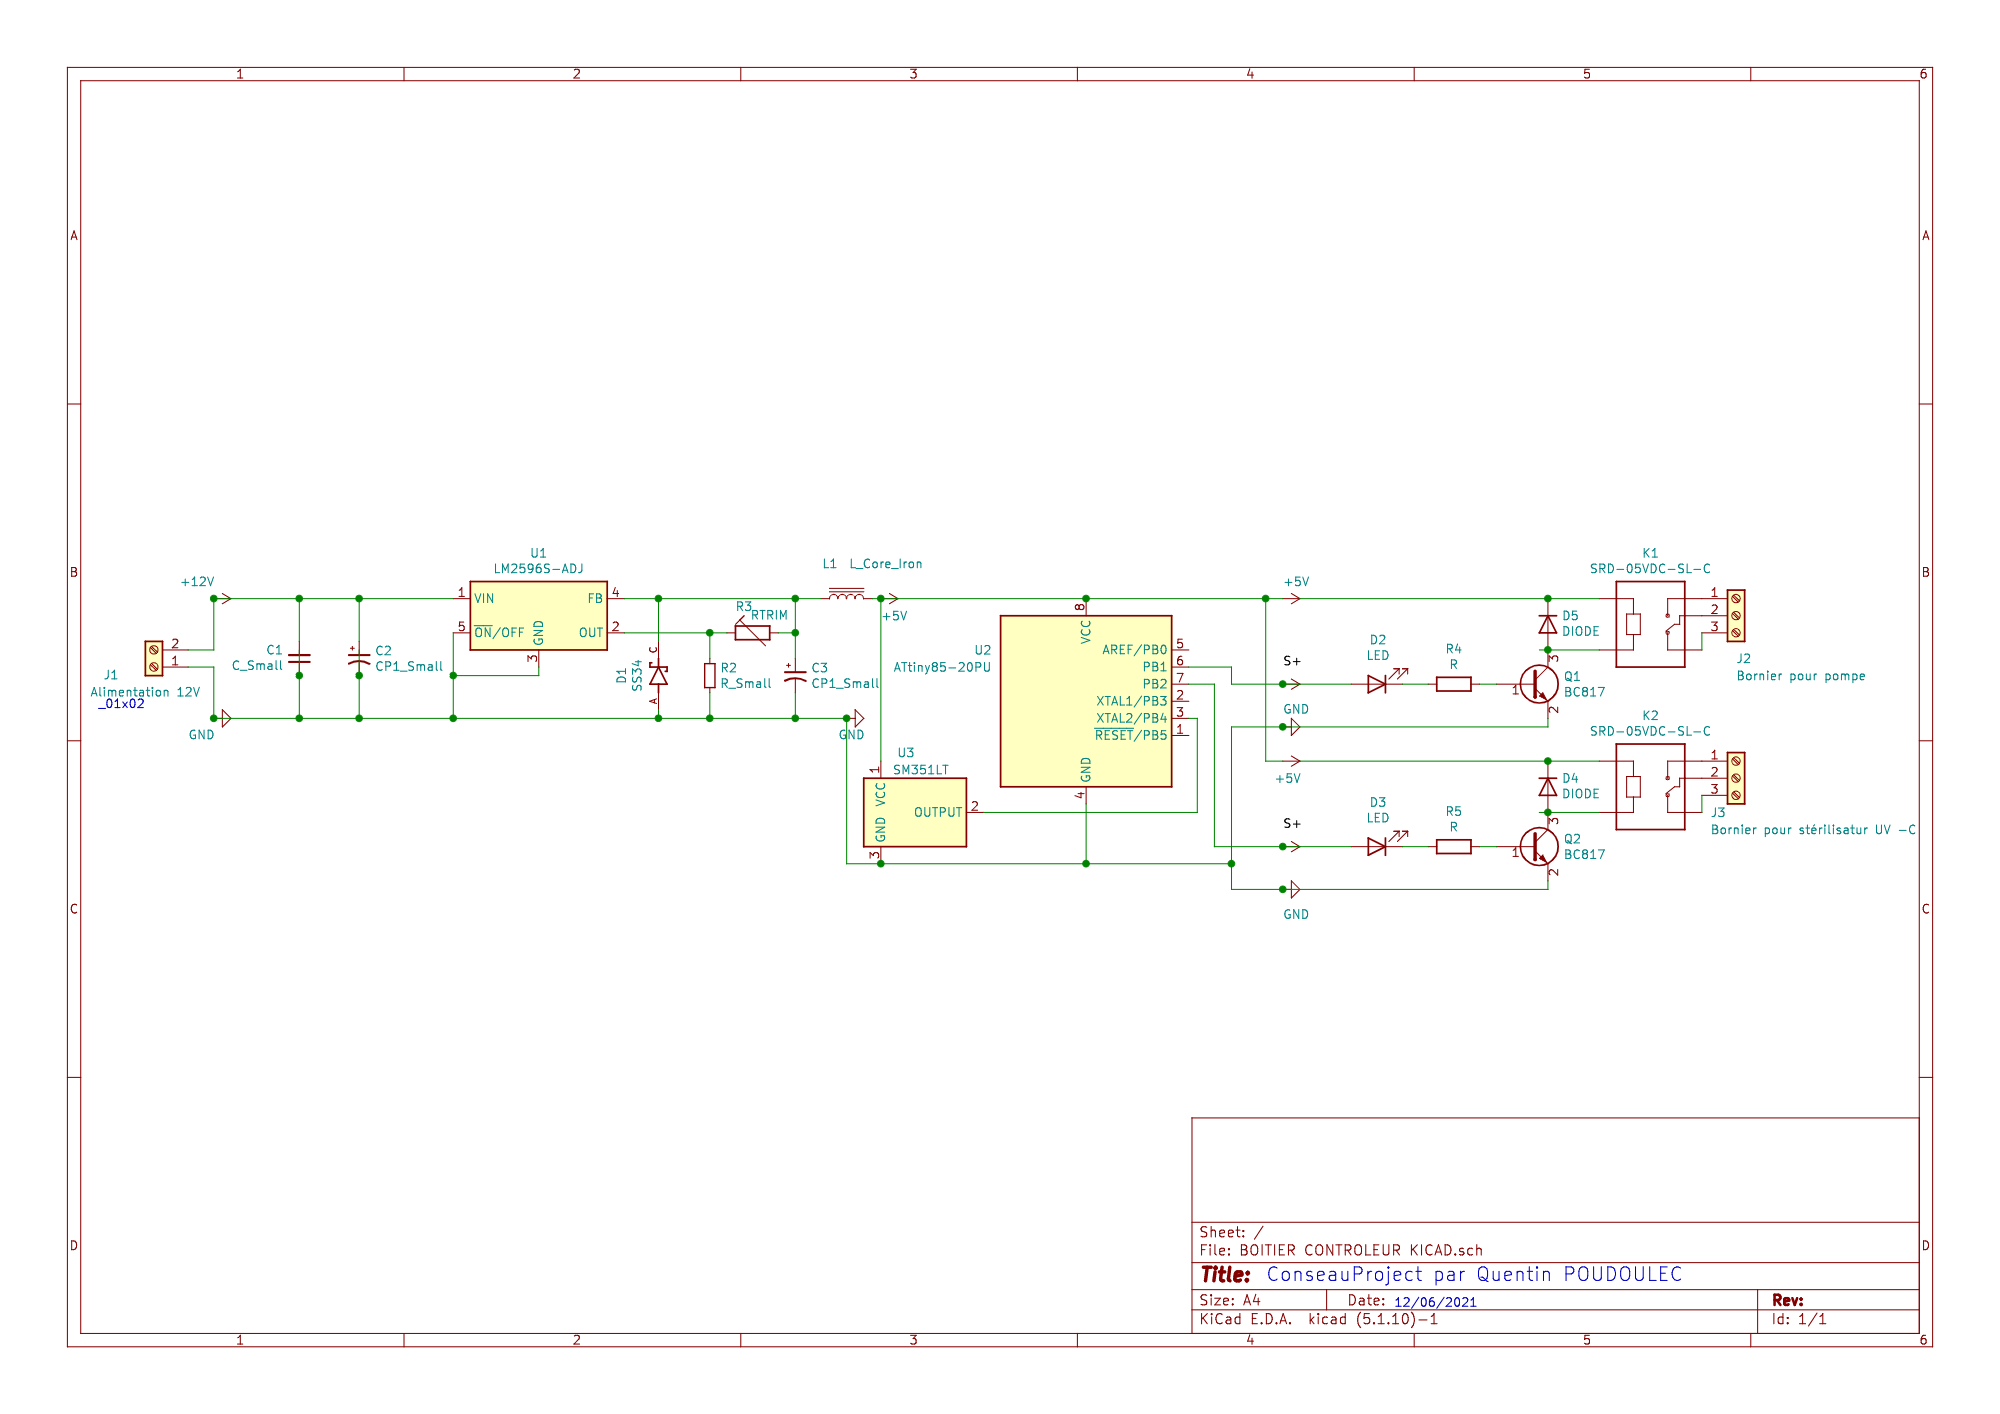 1 2 3 4 5 6
A A
B B
C C
D D
1 2 3 4 5 6
+12V
J1
Alimentation 12V
_01x02
2
1
GND
C1
C_Small
C2
CP1_Small
U1
LM2596S-ADJ
1 VIN FB 4
5 ON/OFF GND OUT 2
3
D1
SS34
C
A
R3
RTRIM
R2
R_Small
C3
CP1_Small
L1 L_Core_Iron
+5V
GND
U3
SM351LT
1
VCC
OUTPUT 2
GND
3
U2
ATtiny85-20PU
8
VCC
AREF/PB0 5
PB1 6
PB2 7
XTAL1/PB3 2
XTAL2/PB4 3
RESET/PB5 1
GND
4
+5V
S+
GND
D2
LED
R4
R
D5
DIODE
3
1
2
Q1
BC817
K1
SRD-05VDC-SL-C
1
2
3
J2
Bornier pour pompe
+5V
S+
GND
D3
LED
R5
R
D4
DIODE
3
1
2
Q2
BC817
K2
SRD-05VDC-SL-C
1
2
3
J3
Bornier pour stérilisatur UV -C
Sheet: /
File: BOITIER CONTROLEUR KICAD.sch
Title: ConseauProject par Quentin POUDOULEC
Size: A4 Date: 12/06/2021 Rev:
KiCad E.D.A. kicad (5.1.10)-1 Id: 1/1